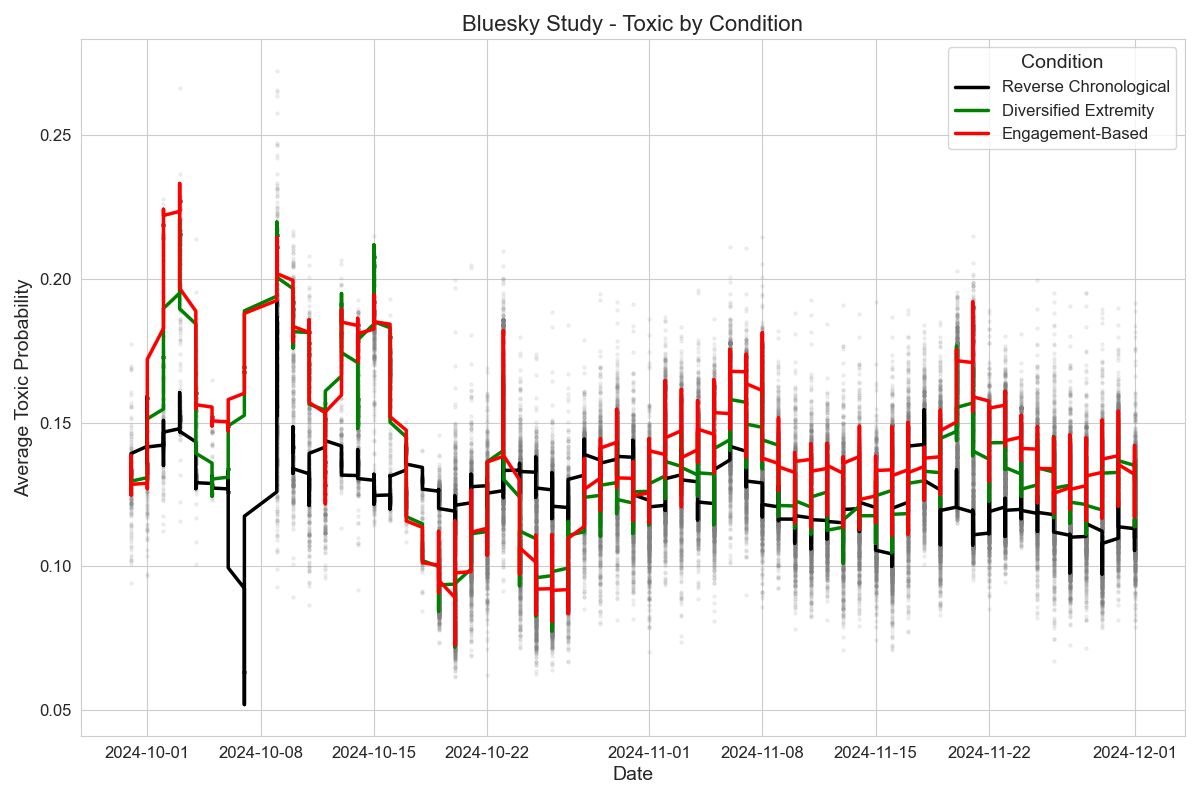 Bluesky Study - Toxic by Condition
Condition
Reverse Chronological
Diversified Extremity
Engagement-Based
Average Toxic Probability
0.25
0.20
0.15
0.10
0.05
2024-10-01
2024-10-08
2024-10-15
2024-10-22
2024-11-01
2024-11-08
2024-11-15
2024-11-22
2024-12-01
Date